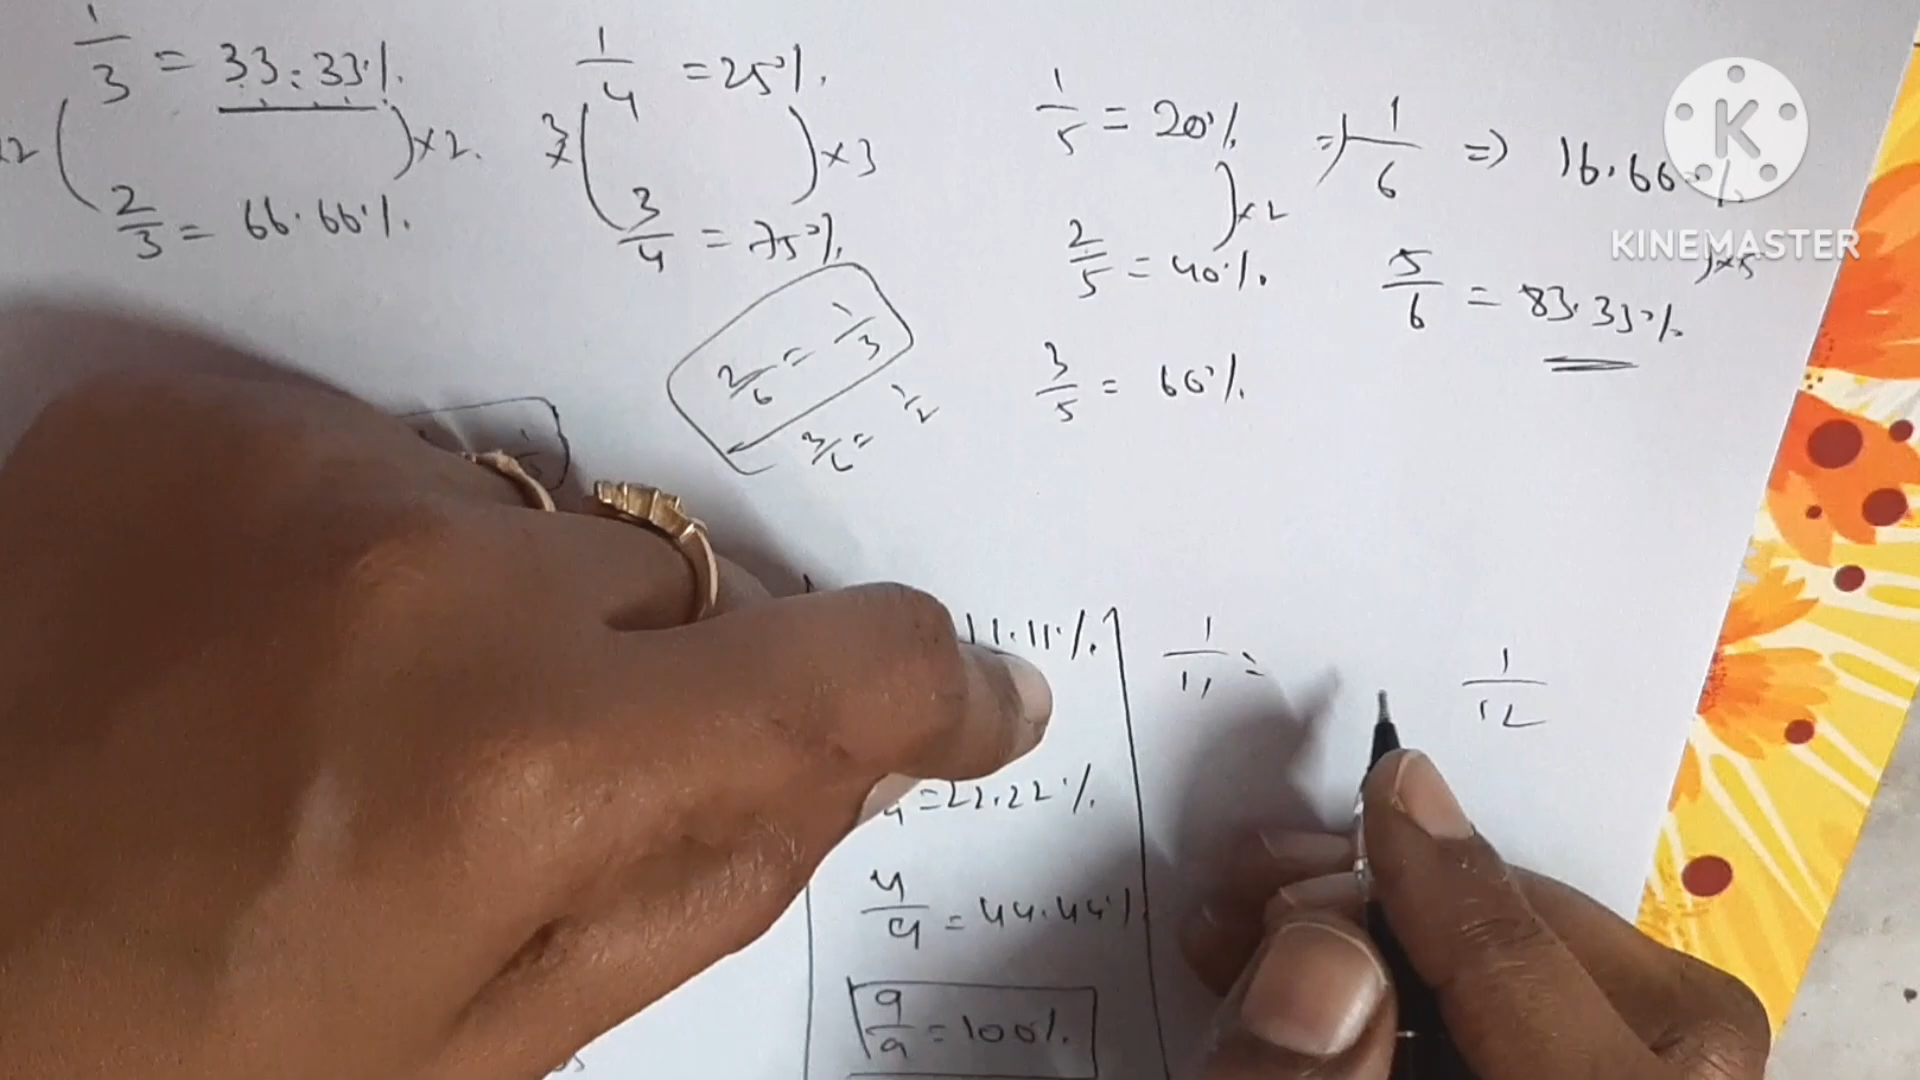 1/3 = 33.33%
×2 ( ) ×2.
2/3 = 66.66%.
1/4 = 25%.
3× ( ) ×3
3/4 = 75%.
2/6 = 1/3
3/6 = 1/2
1/5 = 20%.
) ×2
2/5 = 40%.
3/5 = 60%.
=) 1/6 => 16.66%
) ×5
5/6 = 83.33%
KINEMASTER
11.11%.
= 22.22%.
4/9 = 44.44%
9/9 = 100%.
1/11 =
1/12